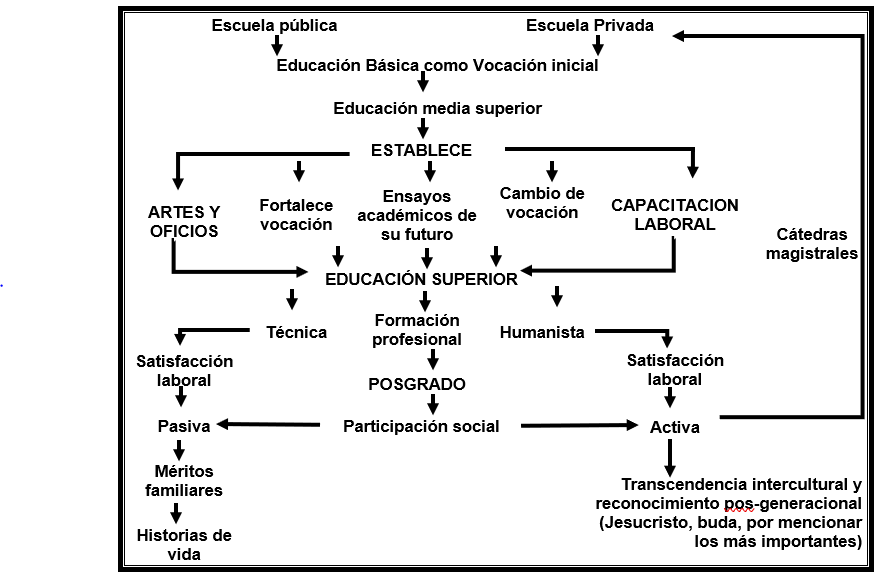 Escuela pública
Escuela Privada
Educación Básica como Vocación inicial
Educación media superior
ESTABLECE
ARTES Y
OFICIOS
Fortalece
vocación
Ensayos
académicos de
su futuro
Cambio de
vocación
CAPACITACION
LABORAL
Cátedras
magistrales
EDUCACIÓN SUPERIOR
Técnica
Formación
profesional
Humanista
Satisfacción
laboral
POSGRADO
Satisfacción
laboral
Pasiva
Participación social
Activa
Méritos
familiares
Historias de
vida
Transcendencia intercultural y
reconocimiento pos-generacional
(Jesucristo, buda, por mencionar
los más importantes)